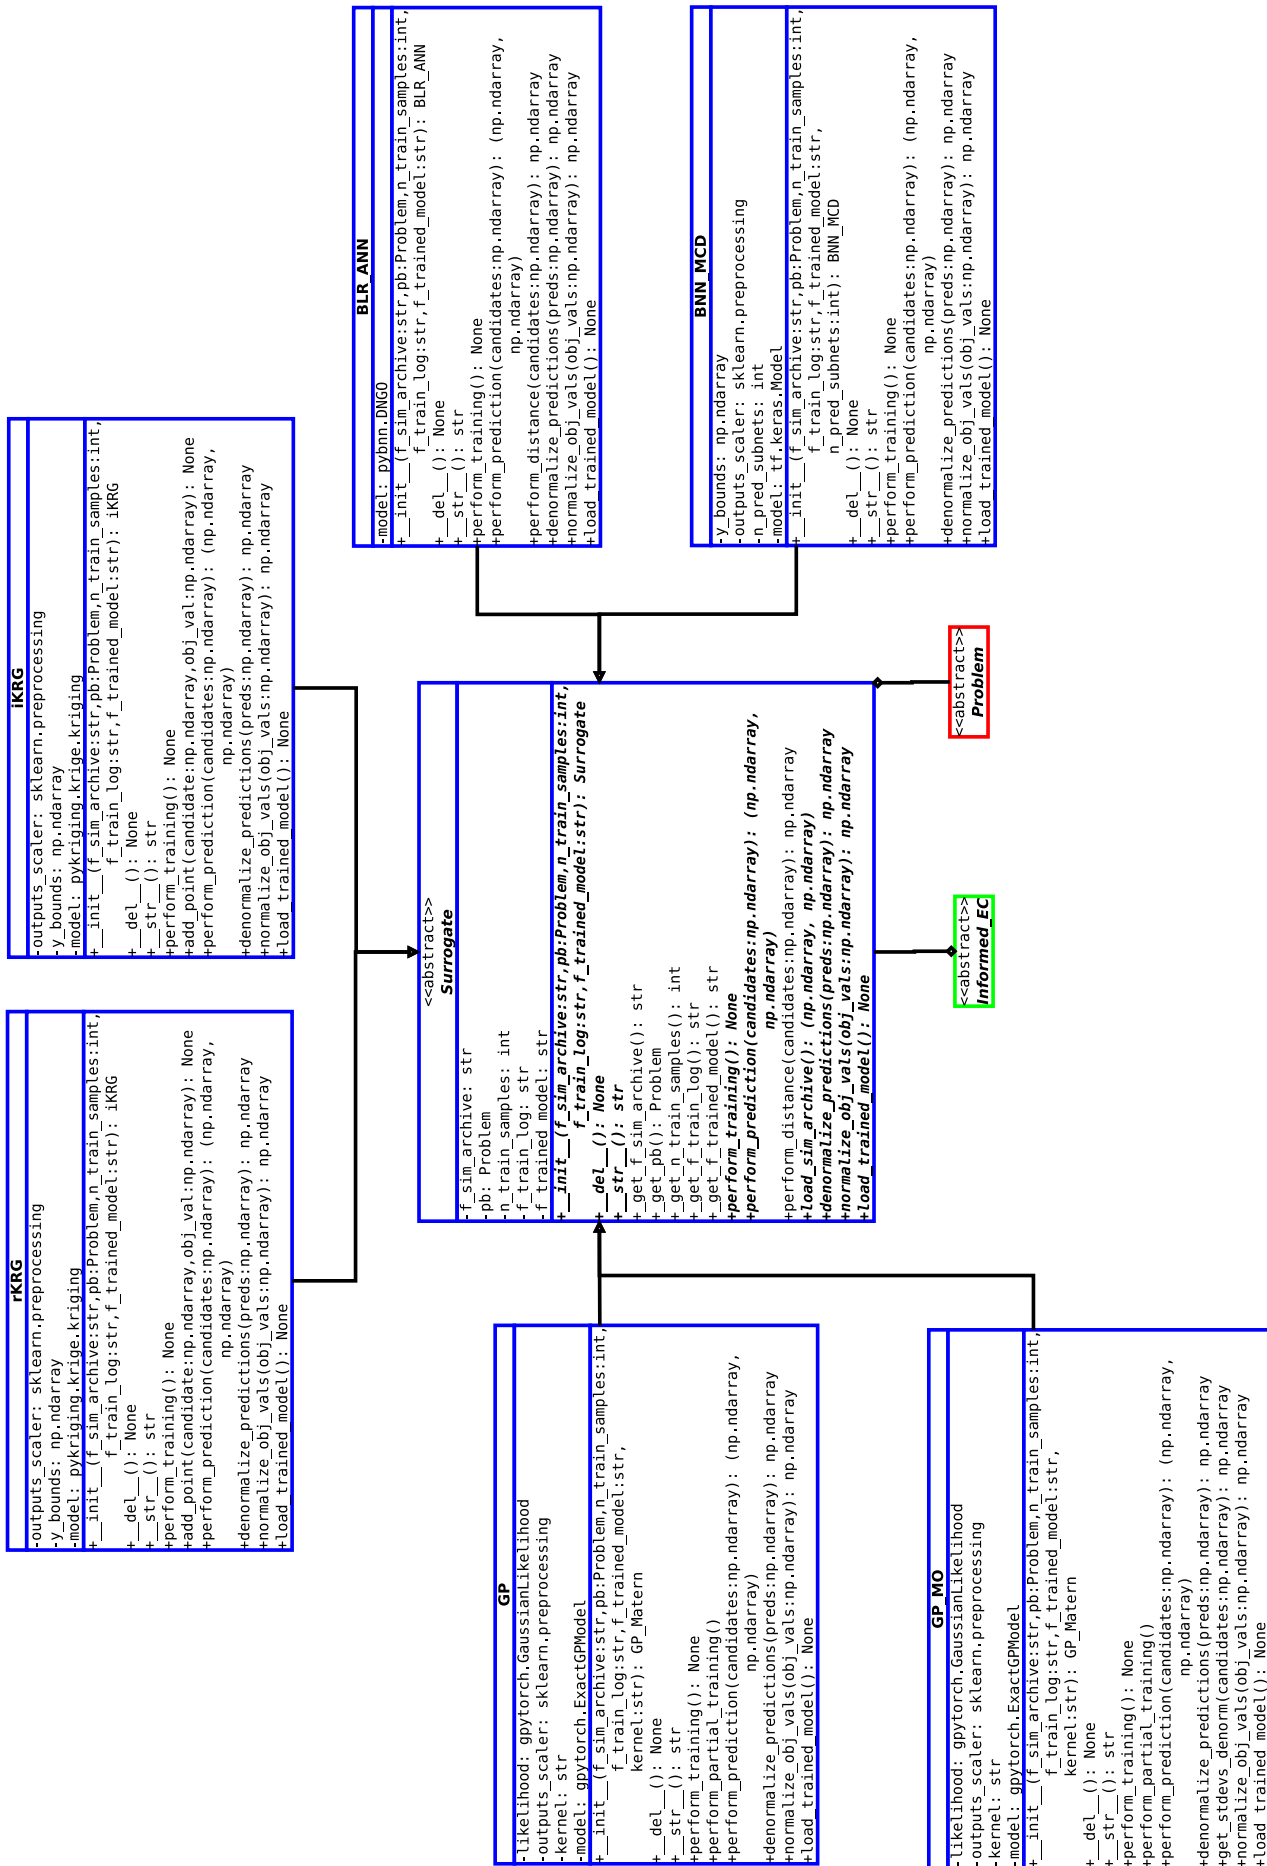 rKRG
-outputs_scaler: sklearn.preprocessing
-y_bounds: np.ndarray
-model: pykriging.krige.kriging
+__init__(f_sim_archive:str,pb:Problem,n_train_samples:int,
f_train_log:str,f_trained_model:str): iKRG
+__del__(): None
+__str__(): str
+perform_training(): None
+add_point(candidate:np.ndarray,obj_val:np.ndarray): None
+perform_prediction(candidates:np.ndarray): (np.ndarray,
np.ndarray)
+denormalize_predictions(preds:np.ndarray): np.ndarray
+normalize_obj_vals(obj_vals:np.ndarray): np.ndarray
+load_trained_model(): None
iKRG
-outputs_scaler: sklearn.preprocessing
-y_bounds: np.ndarray
-model: pykriging.krige.kriging
+__init__(f_sim_archive:str,pb:Problem,n_train_samples:int,
f_train_log:str,f_trained_model:str): iKRG
+__del__(): None
+__str__(): str
+perform_training(): None
+add_point(candidate:np.ndarray,obj_val:np.ndarray): None
+perform_prediction(candidates:np.ndarray): (np.ndarray,
np.ndarray)
+denormalize_predictions(preds:np.ndarray): np.ndarray
+normalize_obj_vals(obj_vals:np.ndarray): np.ndarray
+load_trained_model(): None
BLR_ANN
-model: pybnn.DNGO
+__init__(f_sim_archive:str,pb:Problem,n_train_samples:int,
f_train_log:str,f_trained_model:str): BLR_ANN
+__del__(): None
+__str__(): str
+perform_training(): None
+perform_prediction(candidates:np.ndarray): (np.ndarray,
np.ndarray)
+perform_distance(candidates:np.ndarray): np.ndarray
+denormalize_predictions(preds:np.ndarray): np.ndarray
+normalize_obj_vals(obj_vals:np.ndarray): np.ndarray
+load_trained_model(): None
<<abstract>>
Surrogate
-f_sim_archive: str
-pb: Problem
-n_train_samples: int
-f_train_log: str
-f_trained_model: str
+__init__(f_sim_archive:str,pb:Problem,n_train_samples:int,
f_train_log:str,f_trained_model:str): Surrogate
+__del__(): None
+__str__(): str
+_get_f_sim_archive(): str
+_get_pb(): Problem
+_get_n_train_samples(): int
+_get_f_train_log(): str
+_get_f_trained_model(): str
+perform_training(): None
+perform_prediction(candidates:np.ndarray): (np.ndarray,
np.ndarray)
+perform_distance(candidates:np.ndarray): np.ndarray
+load_sim_archive(): (np.ndarray, np.ndarray)
+denormalize_predictions(preds:np.ndarray): np.ndarray
+normalize_obj_vals(obj_vals:np.ndarray): np.ndarray
+load_trained_model(): None
GP
-likelihood: gpytorch.GaussianLikelihood
-outputs_scaler: sklearn.preprocessing
-kernel: str
-model: gpytorch.ExactGPModel
+__init__(f_sim_archive:str,pb:Problem,n_train_samples:int,
f_train_log:str,f_trained_model:str,
kernel:str): GP_Matern
+__del__(): None
+__str__(): str
+perform_training(): None
+perform_partial_training()
+perform_prediction(candidates:np.ndarray): (np.ndarray,
np.ndarray)
+denormalize_predictions(preds:np.ndarray): np.ndarray
+normalize_obj_vals(obj_vals:np.ndarray): np.ndarray
+load_trained_model(): None
BNN_MCD
-y_bounds: np.ndarray
-outputs_scaler: sklearn.preprocessing
-n_pred_subnets: int
-model: tf.keras.Model
+__init__(f_sim_archive:str,pb:Problem,n_train_samples:int,
f_train_log:str,f_trained_model:str,
n_pred_subnets:int): BNN_MCD
+__del__(): None
+__str__(): str
+perform_training(): None
+perform_prediction(candidates:np.ndarray): (np.ndarray,
np.ndarray)
+denormalize_predictions(preds:np.ndarray): np.ndarray
+normalize_obj_vals(obj_vals:np.ndarray): np.ndarray
+load_trained_model(): None
<<abstract>>
Informed_EC
<<abstract>>
Problem
GP_MO
-likelihood: gpytorch.GaussianLikelihood
-outputs_scaler: sklearn.preprocessing
-kernel: str
-model: gpytorch.ExactGPModel
+__init__(f_sim_archive:str,pb:Problem,n_train_samples:int,
f_train_log:str,f_trained_model:str,
kernel:str): GP_Matern
+__del__(): None
+__str__(): str
+perform_training(): None
+perform_partial_training()
+perform_prediction(candidates:np.ndarray): (np.ndarray,
np.ndarray)
+denormalize_predictions(preds:np.ndarray): np.ndarray
+get_stdevs_denorm(candidates:np.ndarray): np.ndarray
+normalize_obj_vals(obj_vals:np.ndarray): np.ndarray
+load_trained_model(): None